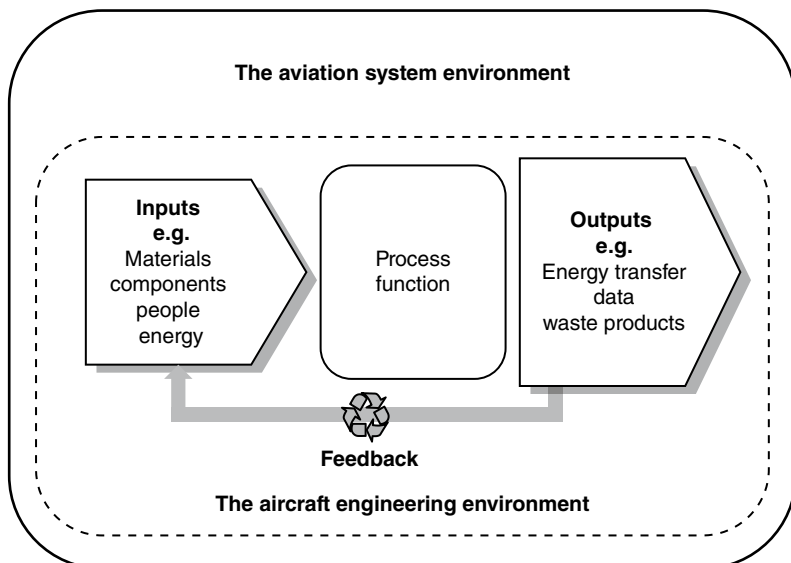 The aviation system environment
Inputs
e.g.
Materials
components
people
energy
Process
function
Outputs
e.g.
Energy transfer
data
waste products
Feedback
The aircraft engineering environment